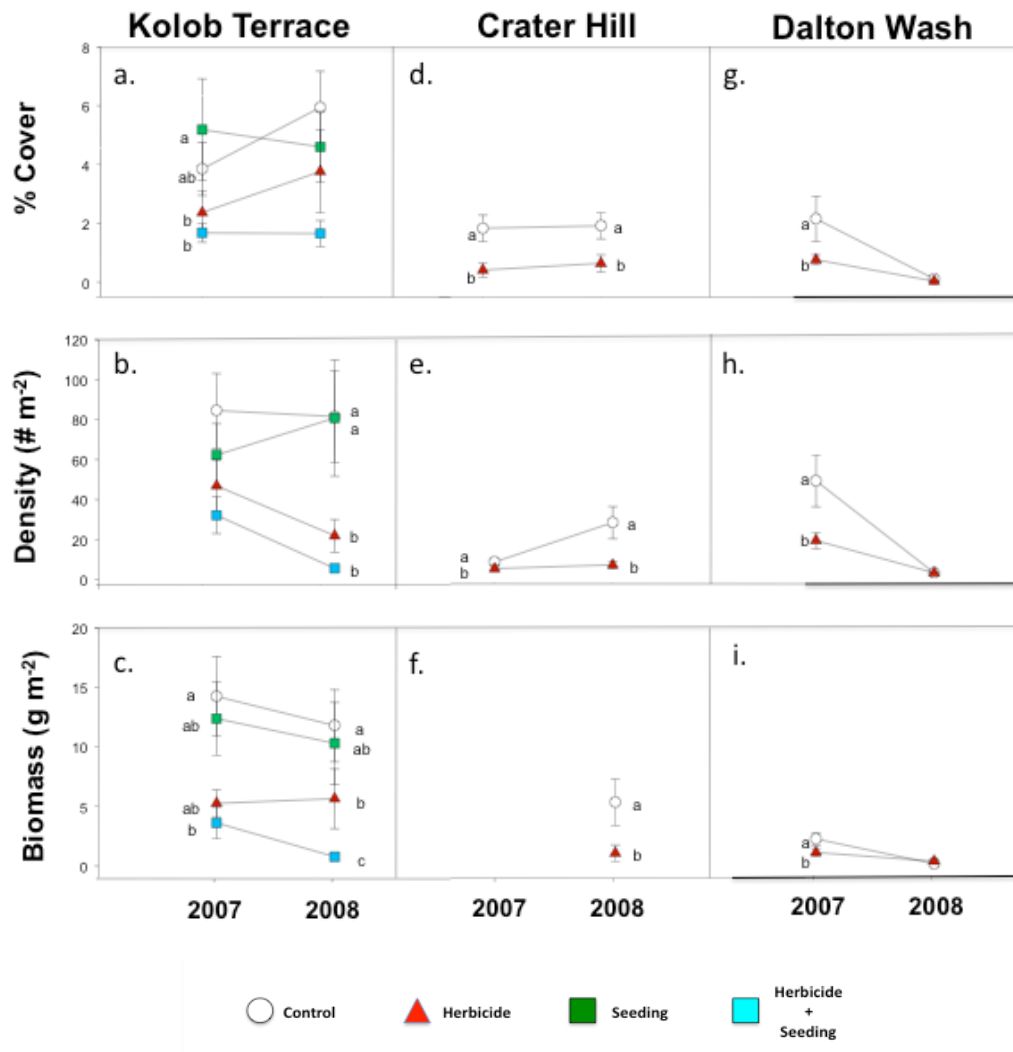 Kolob Terrace Crater Hill Dalton Wash
% Cover
8
6
4
2
0
a.
a
ab
b
b
d.
a
a
b
b
g.
a
b
Density (# m-2)
120
100
80
60
40
20
0
b.
a
a
b
b
e.
a
b
a
b
h.
a
b
Biomass (g m-2)
20
15
10
5
0
c.
a
ab
ab
b
a
ab
b
c
f.
a
b
i.
a
b
2007 2008 2007 2008 2007 2008
Control Herbicide Seeding Herbicide
+
Seeding